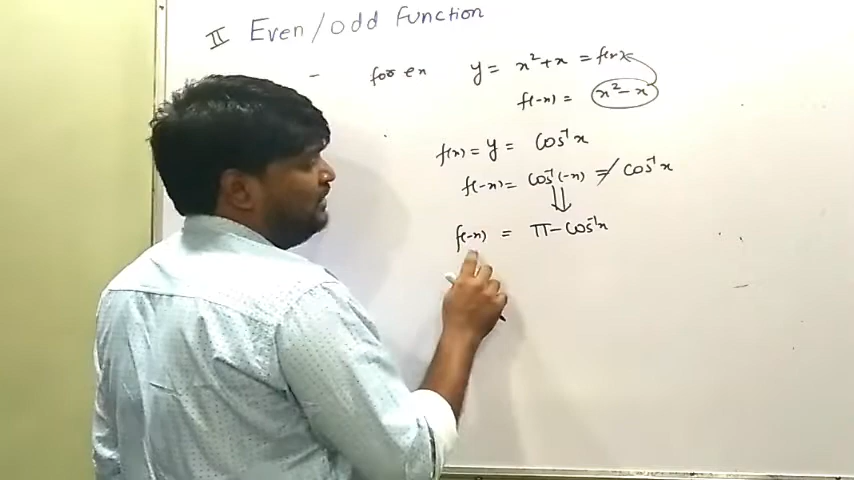 II Even/odd Function
- for ex y = x²+x = f(x)
f(-x) = x²-x
f(x) = y = Cos⁻¹x
f(-x) = Cos⁻¹(-x) ≠ Cos⁻¹x
⇓
f(-x) = π-Cos⁻¹x